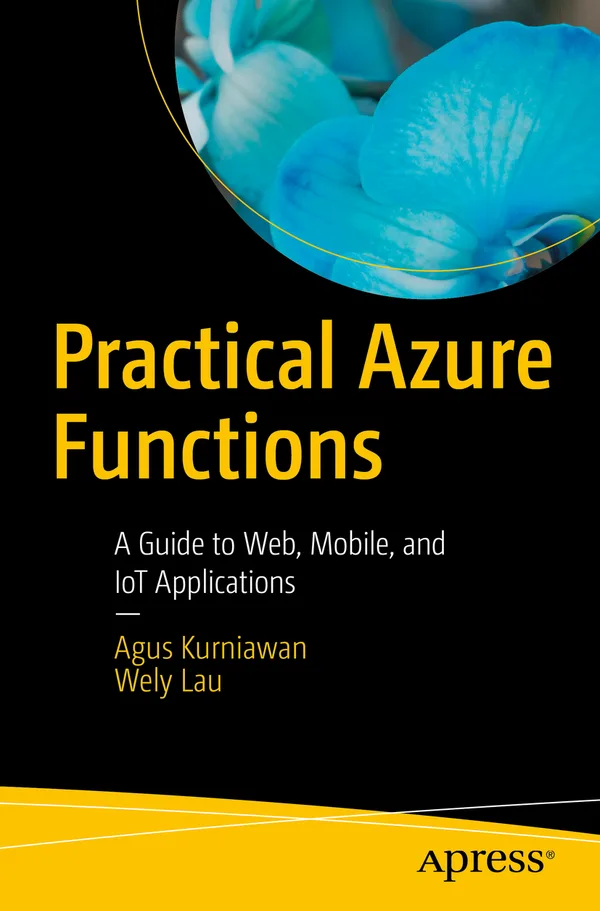 Practical Azure
Functions
A Guide to Web, Mobile, and
IoT Applications
Agus Kurniawan
Wely Lau
Apress®